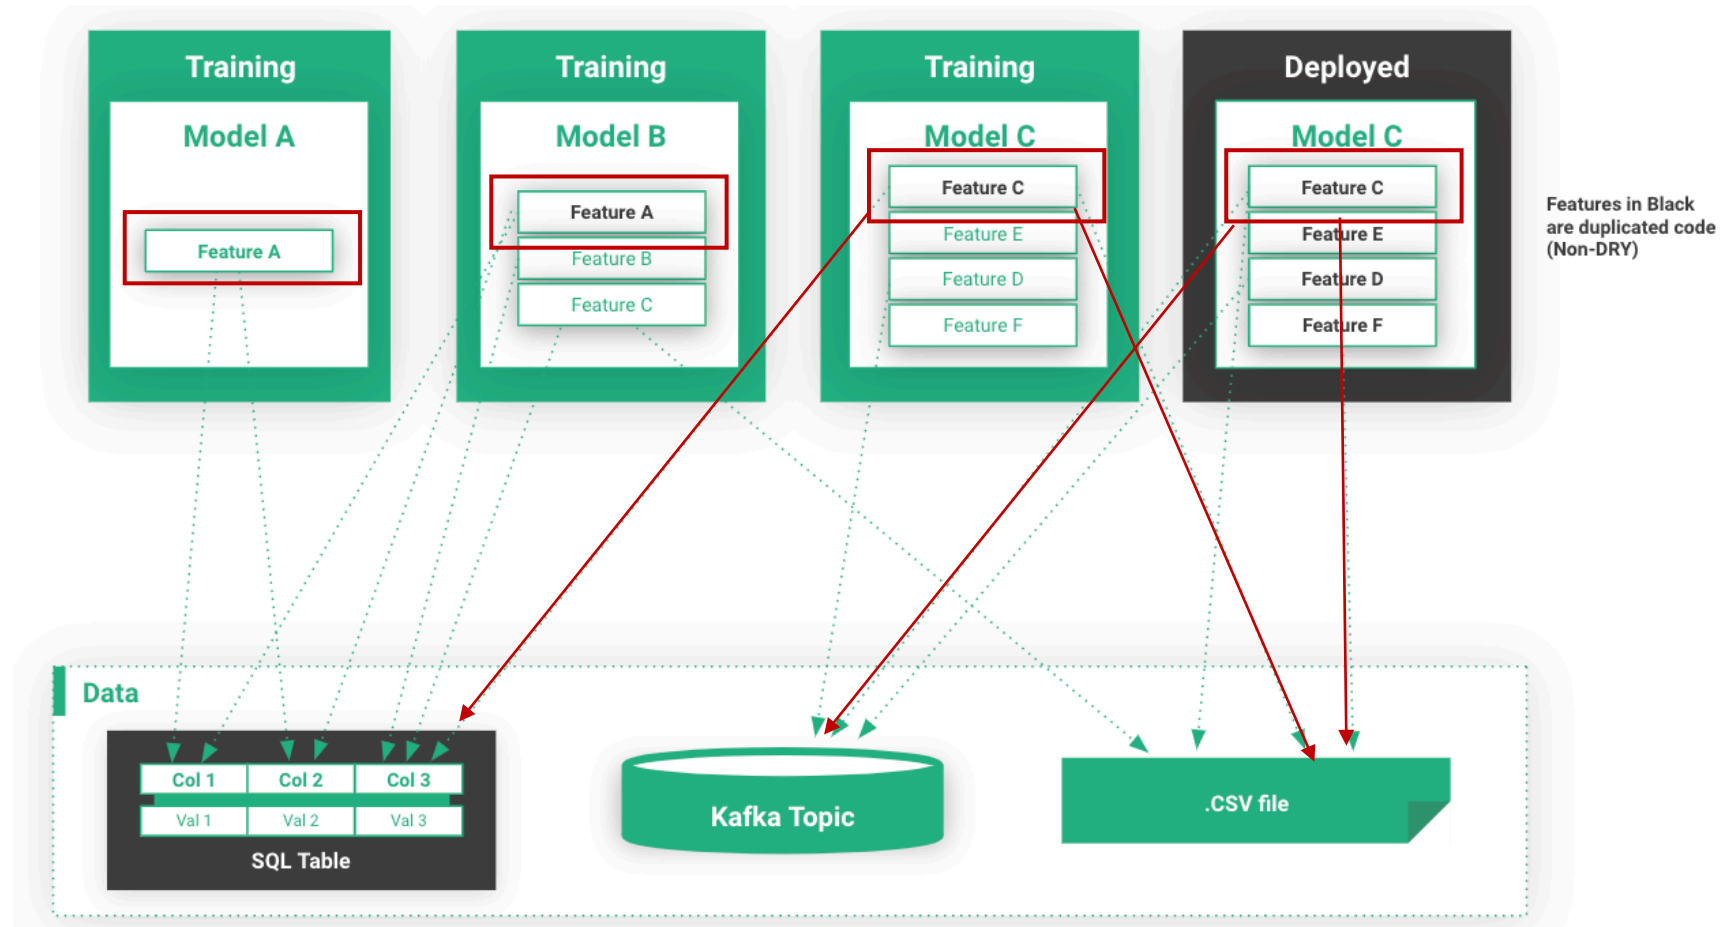 Training
Model A
Feature A
Training
Model B
Feature A
Feature B
Feature C
Training
Model C
Feature C
Feature E
Feature D
Feature F
Deployed
Model C
Feature C
Feature E
Feature D
Feature F
Features in Black
are duplicated code
(Non-DRY)
Data
Col 1 Col 2 Col 3
Val 1 Val 2 Val 3
SQL Table
Kafka Topic
.CSV file